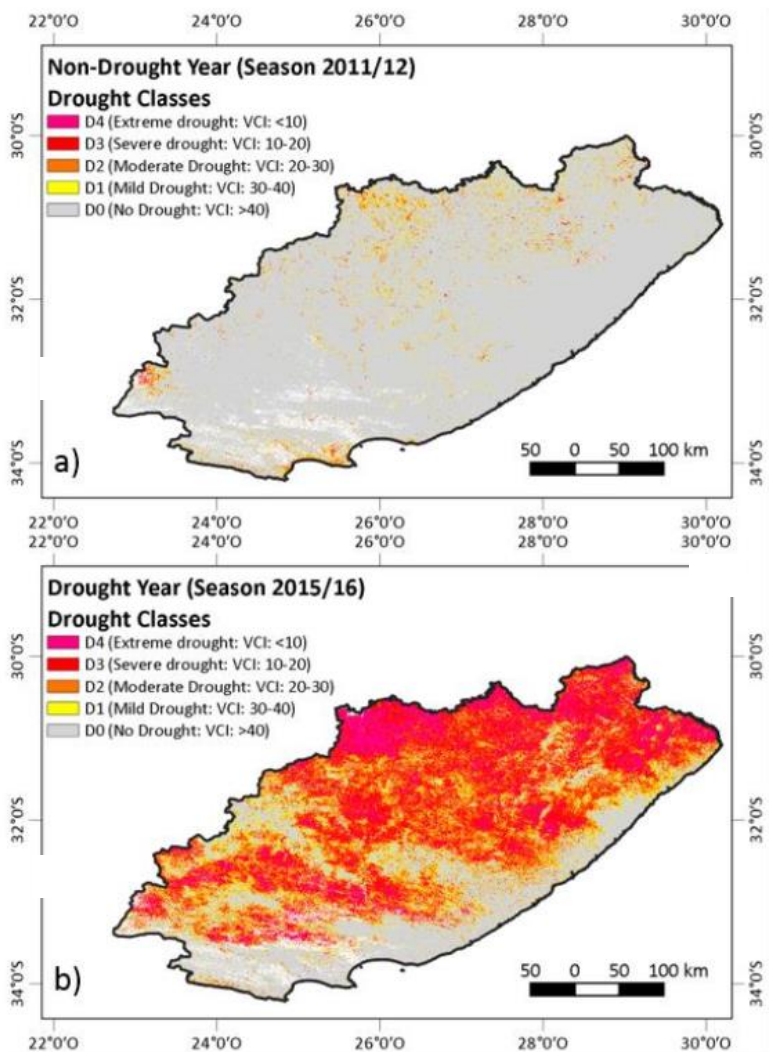 22°0'O 24°0'O 26°0'O 28°0'O 30°0'O
Non-Drought Year (Season 2011/12)
Drought Classes
D4 (Extreme drought: VCI: <10)
D3 (Severe drought: VCI: 10-20)
D2 (Moderate Drought: VCI: 20-30)
D1 (Mild Drought: VCI: 30-40)
D0 (No Drought: VCI: >40)
30°0'S 30°0'S
32°0'S 32°0'S
34°0'S 34°0'S
a)
50 0 50 100 km
22°0'O 24°0'O 26°0'O 28°0'O 30°0'O
22°0'O 24°0'O 26°0'O 28°0'O 30°0'O
Drought Year (Season 2015/16)
Drought Classes
D4 (Extreme drought: VCI: <10)
D3 (Severe drought: VCI: 10-20)
D2 (Moderate Drought: VCI: 20-30)
D1 (Mild Drought: VCI: 30-40)
D0 (No Drought: VCI: >40)
30°0'S 30°0'S
32°0'S 32°0'S
34°0'S 34°0'S
b)
50 0 50 100 km
22°0'O 24°0'O 26°0'O 28°0'O 30°0'O